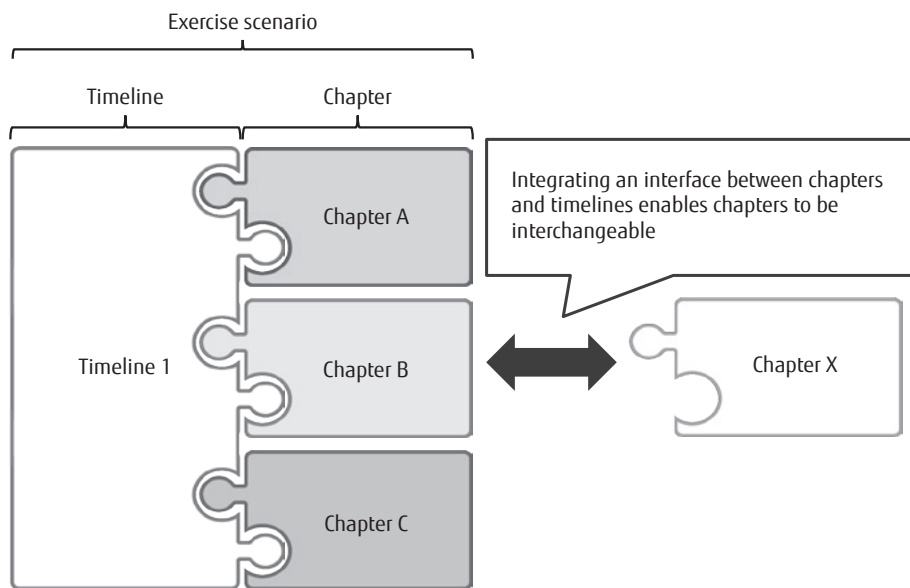 Exercise scenario
Timeline
Chapter
Chapter A
Integrating an interface between chapters
and timelines enables chapters to be
interchangeable
Timeline 1
Chapter B
Chapter X
Chapter C